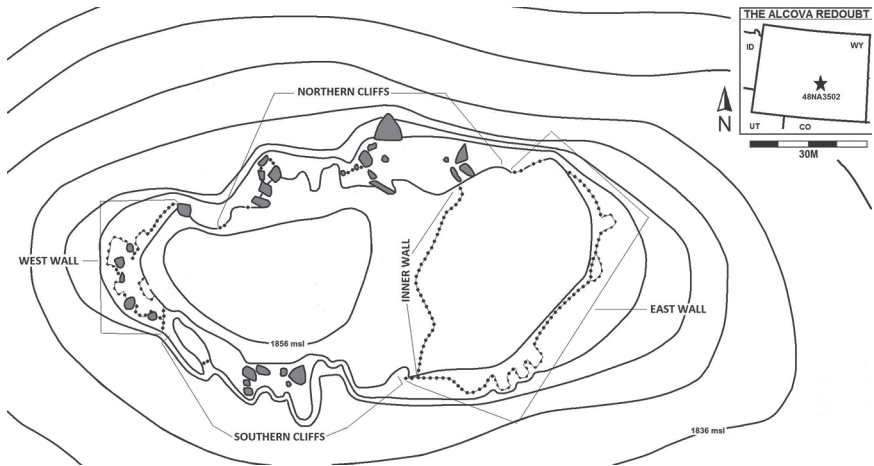 THE ALCOVA REDOUBT
ID
WY
48NA3502
UT
CO
N
30M
NORTHERN CLIFFS
WEST WALL
INNER WALL
EAST WALL
1856 msl
SOUTHERN CLIFFS
1836 msl